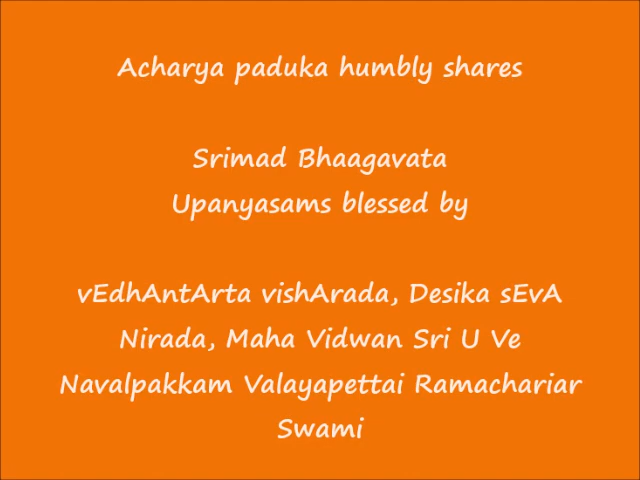 Acharya paduka humbly shares
Srimad Bhaagavata
Upanyasams blessed by
vEdhAntArta vishArada, Desika sEvA
Nirada, Maha Vidwan Sri U Ve
Navalpakkam Valayapettai Ramachariar
Swami